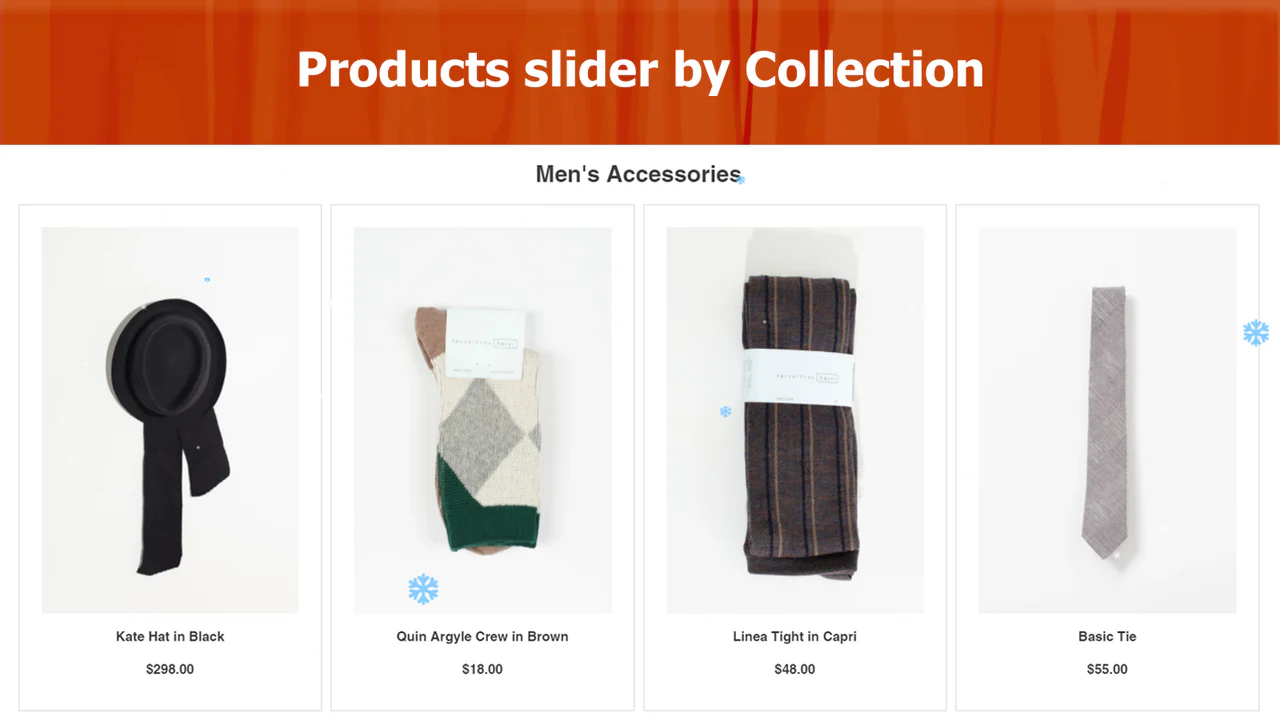 Products slider by Collection
Men's Accessories
Kate Hat in Black
Quin Argyle Crew in Brown
Linea Tight in Capri
Basic Tie
$298.00
$18.00
$48.00
$55.00